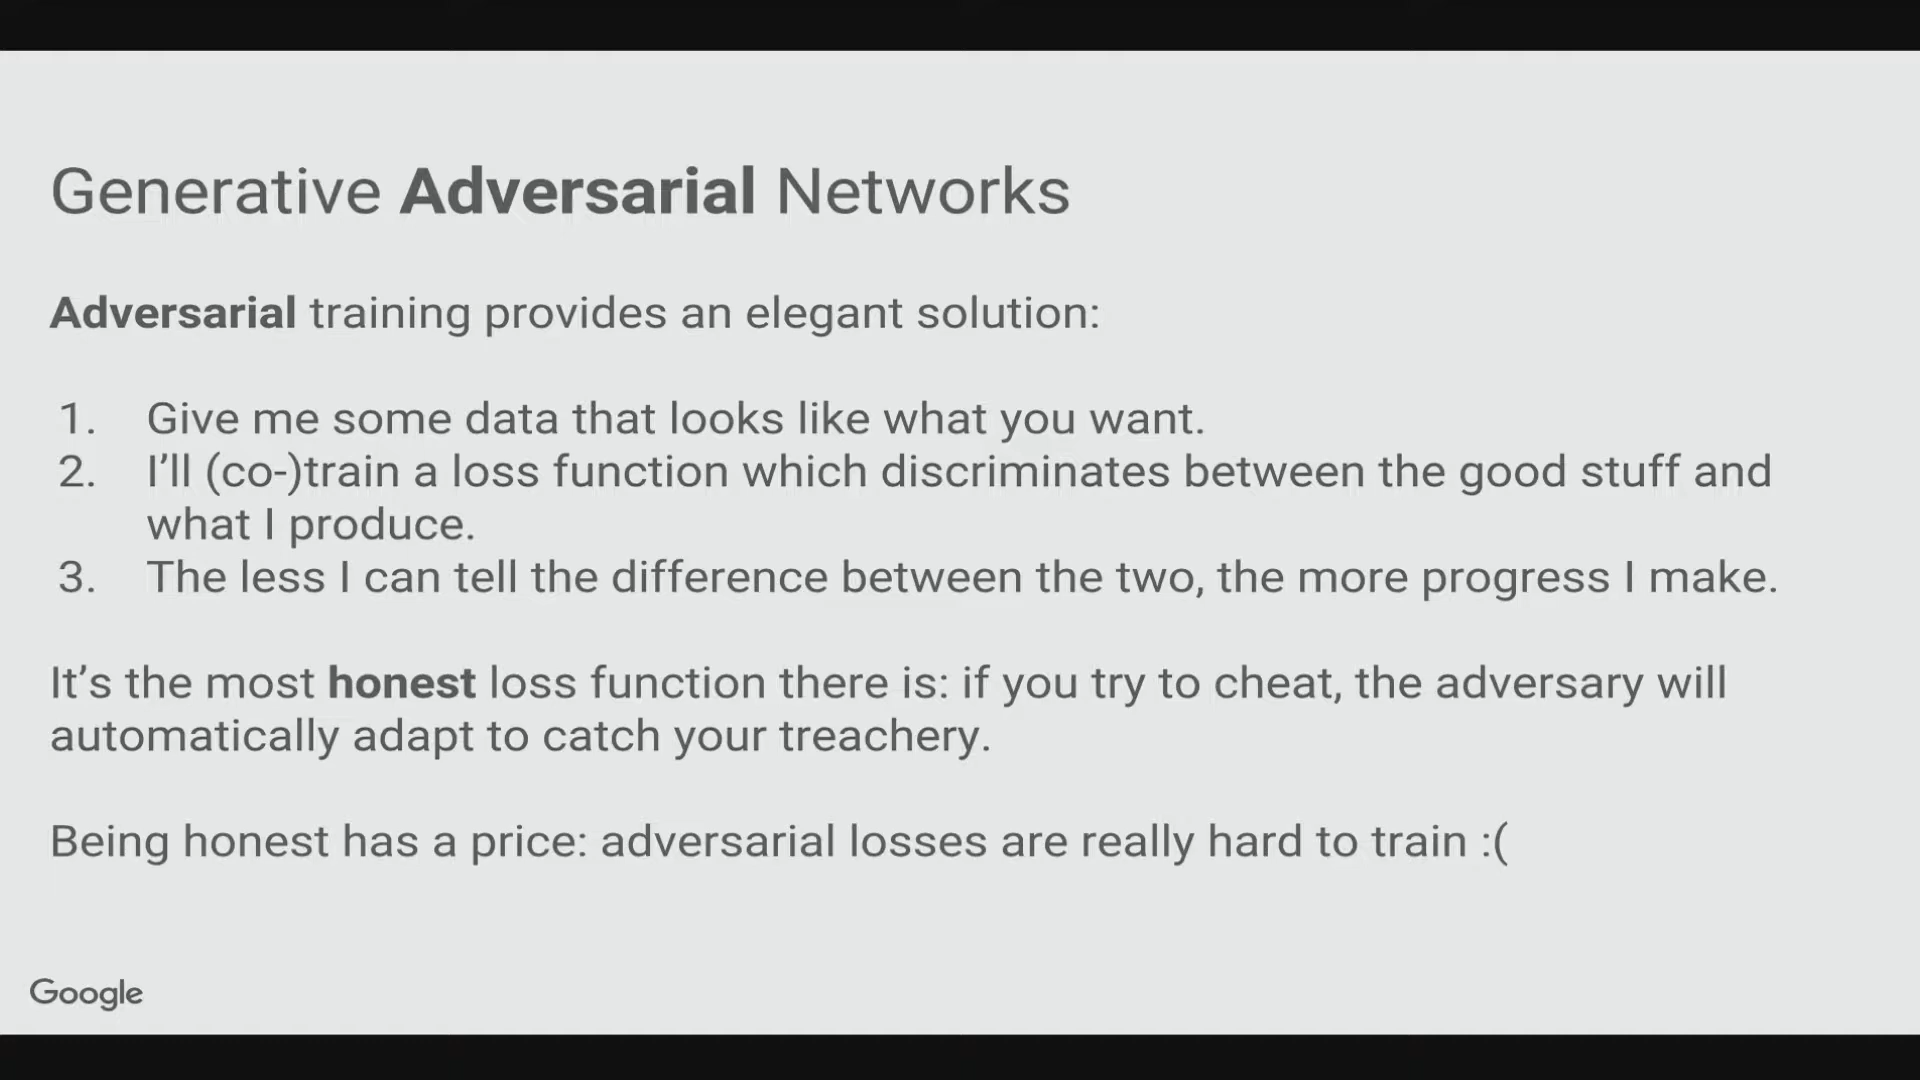 Generative Adversarial Networks
Adversarial training provides an elegant solution:
1. Give me some data that looks like what you want.
2. I’ll (co-)train a loss function which discriminates between the good stuff and
what I produce.
3. The less I can tell the difference between the two, the more progress I make.
It’s the most honest loss function there is: if you try to cheat, the adversary will
automatically adapt to catch your treachery.
Being honest has a price: adversarial losses are really hard to train :(
Google